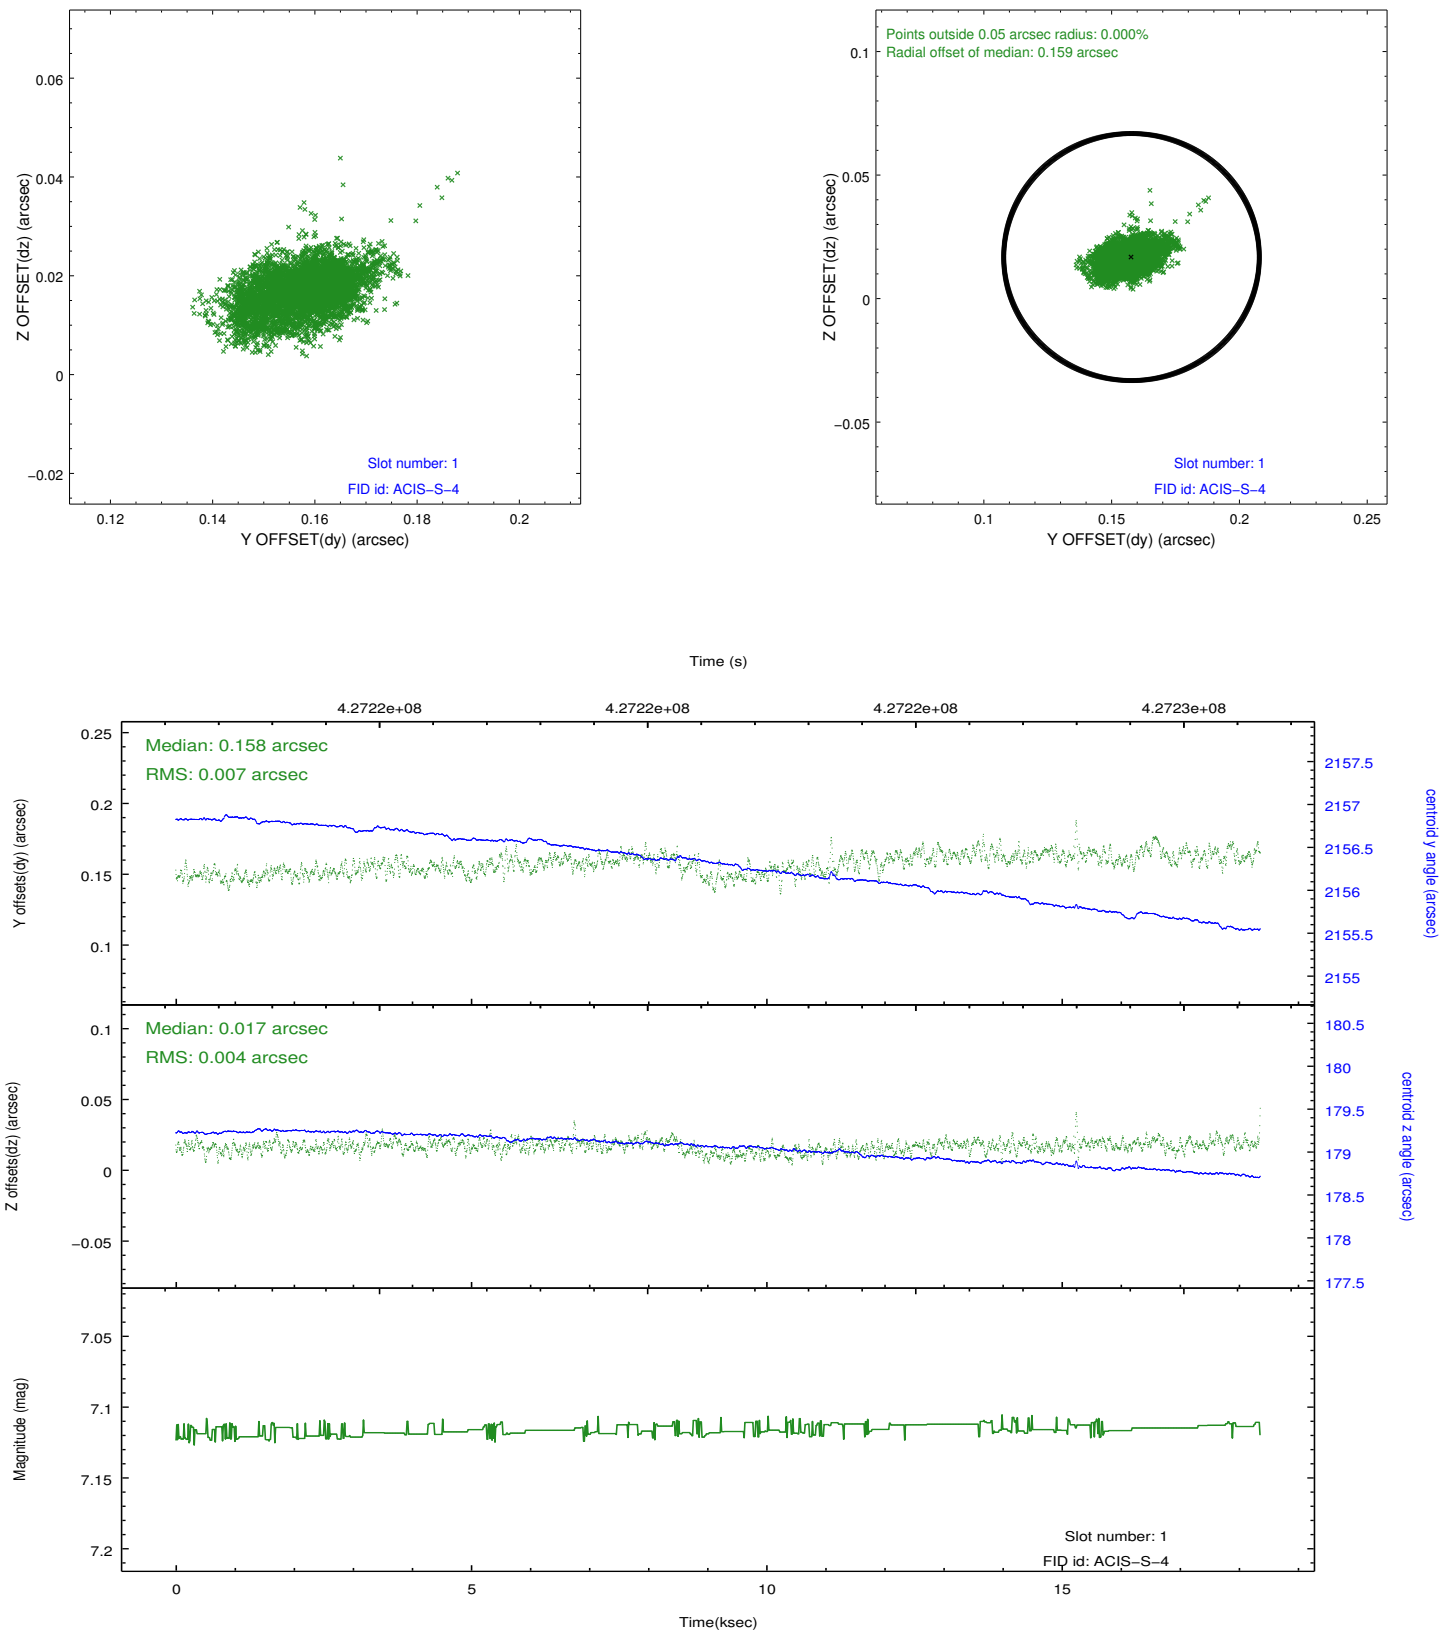 0.06
0.04
0.02
0
−0.02
0.12
0.14
0.16
0.18
0.2
Z OFFSET(dz) (arcsec)
Y OFFSET(dy) (arcsec)
Slot number: 1
FID id: ACIS−S−4
Points outside 0.05 arcsec radius: 0.000%
Radial offset of median: 0.159 arcsec
0.1
0.05
0
−0.05
0.1
0.15
0.2
0.25
Z OFFSET(dz) (arcsec)
Y OFFSET(dy) (arcsec)
Slot number: 1
FID id: ACIS−S−4
Time (s)
4.2722e+08
4.2722e+08
4.2722e+08
4.2723e+08
Median: 0.158 arcsec
RMS: 0.007 arcsec
0.25
0.2
0.15
0.1
Y offsets(dy) (arcsec)
2157.5
2157
2156.5
2156
2155.5
2155
centroid y angle (arcsec)
Median: 0.017 arcsec
RMS: 0.004 arcsec
0.1
0.05
0
−0.05
Z offsets(dz) (arcsec)
180.5
180
179.5
179
178.5
178
177.5
centroid z angle (arcsec)
7.05
7.1
7.15
7.2
Magnitude (mag)
Slot number: 1
FID id: ACIS−S−4
0
5
10
15
Time(ksec)